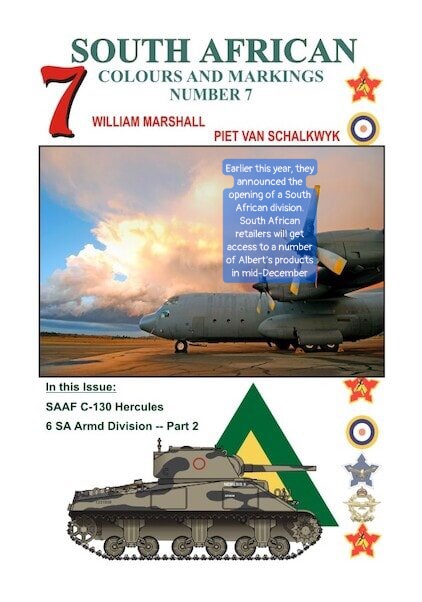 SOUTH AFRICAN
COLOURS AND MARKINGS
NUMBER 7
7
WILLIAM MARSHALL
PIET VAN SCHALKWYK
Earlier this year, they
announced the
opening of a South
African division.
South African
retailers will get
access to a number
of Albert's products
in mid-December
In this Issue:
SAAF C-130 Hercules
6 SA Armd Division -- Part 2